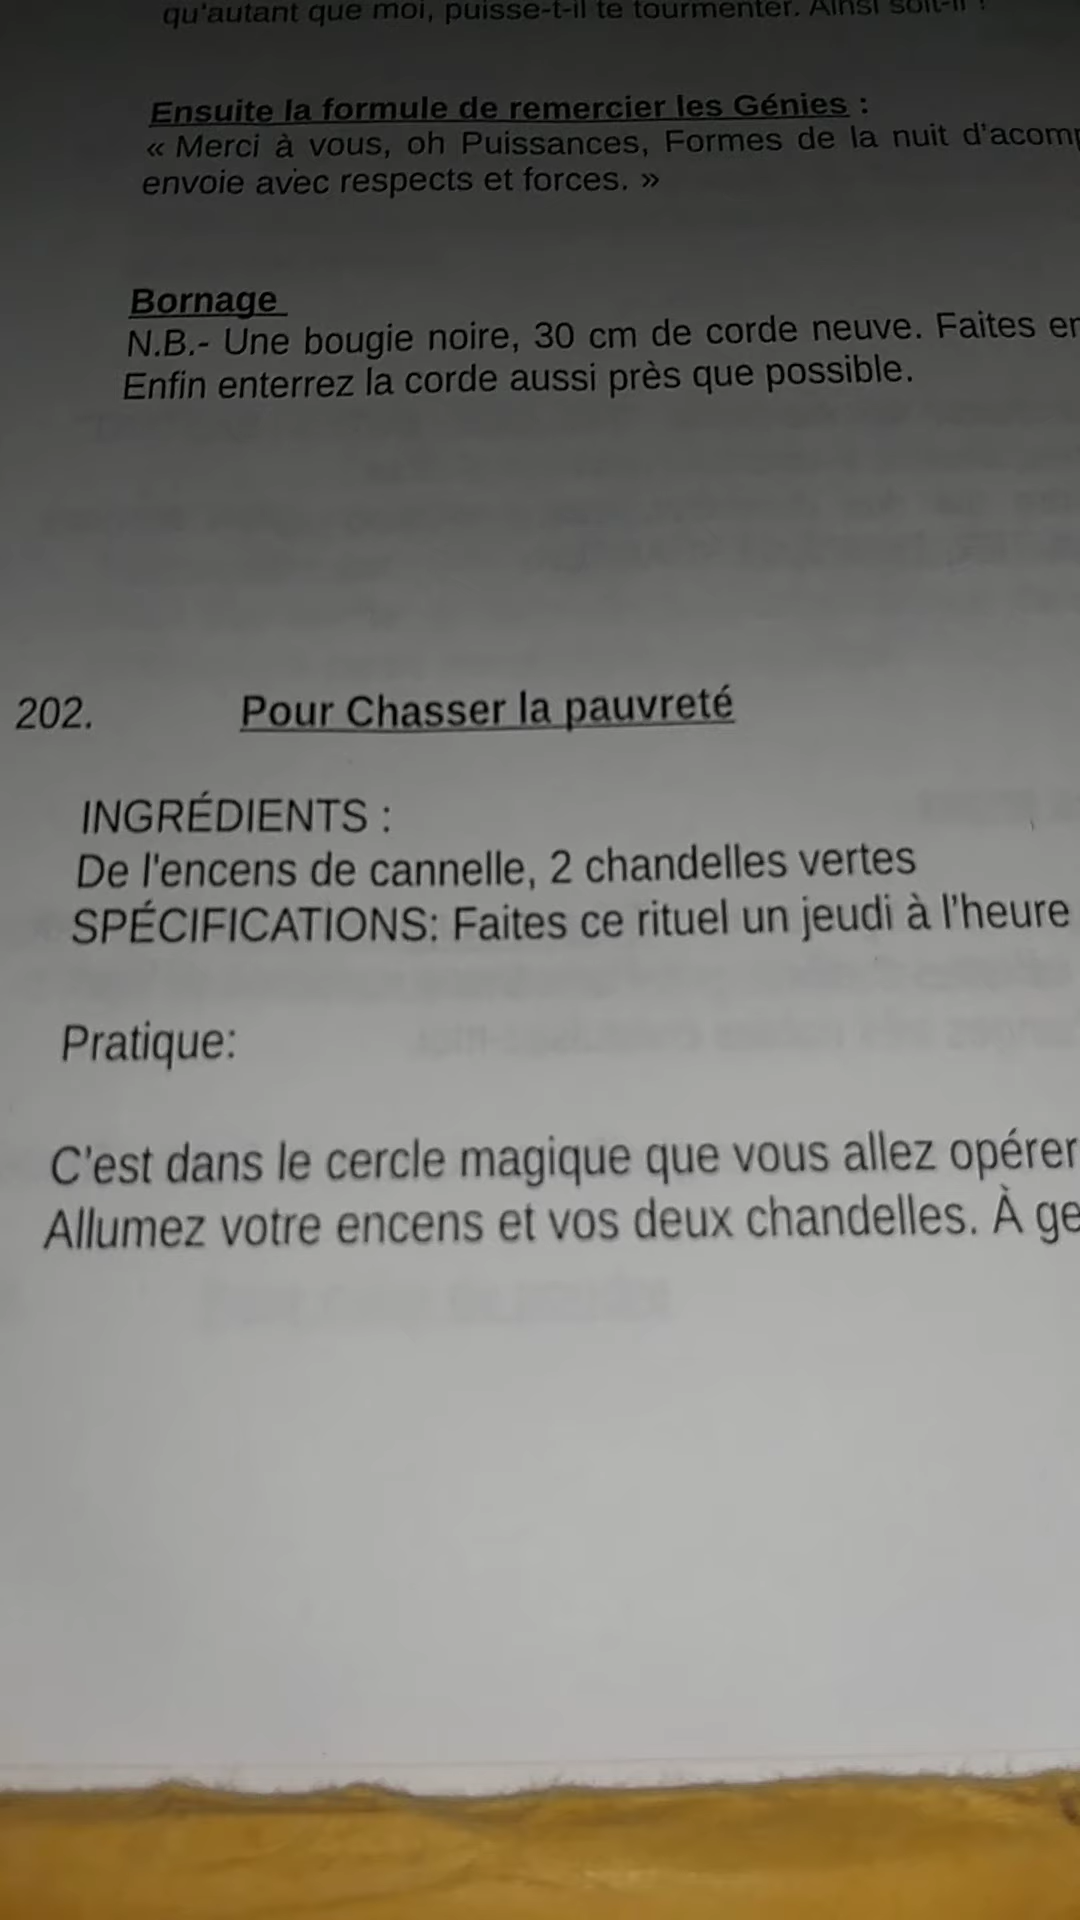 qu'autant que moi, puisse-t-il te tourmenter. Ainsi soit-il !
Ensuite la formule de remercier les Génies :
« Merci à vous, oh Puissances, Formes de la nuit d'acomp
envoie avec respects et forces. »
Bornage
N.B.- Une bougie noire, 30 cm de corde neuve. Faites en
Enfin enterrez la corde aussi près que possible.
202. Pour Chasser la pauvreté
INGRÉDIENTS :
De l'encens de cannelle, 2 chandelles vertes
SPÉCIFICATIONS: Faites ce rituel un jeudi à l'heure
Pratique:
C'est dans le cercle magique que vous allez opérer
Allumez votre encens et vos deux chandelles. À ge